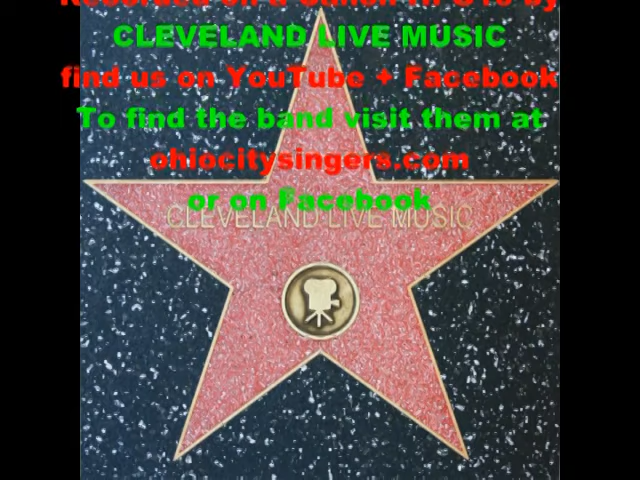 CLEVELAND LIVE MUSIC
find us on YouTube + Facebook
To find the band visit them at
ohiocitysingers.com
or on Facebook
CLEVELAND LIVE MUSIC